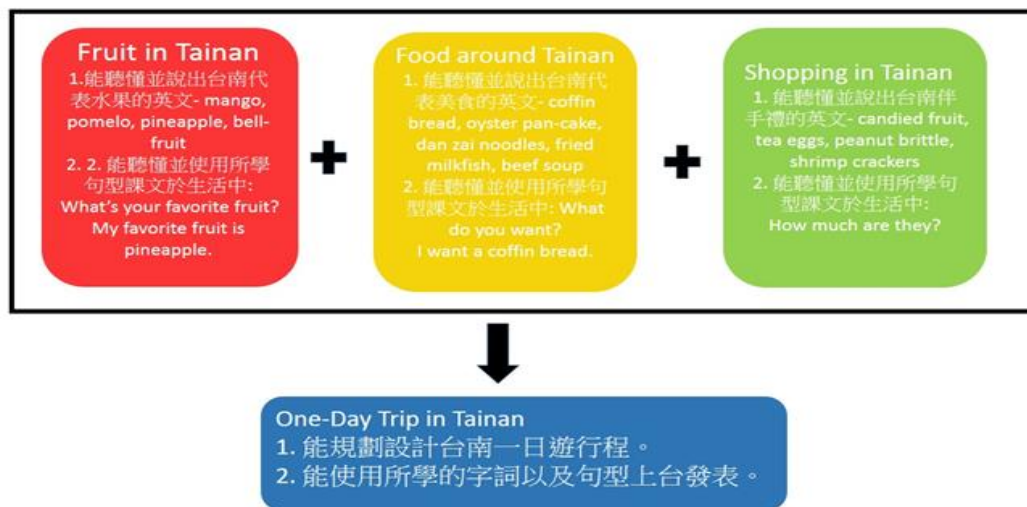 Fruit in Tainan
1.能聽懂並說出台南代
表水果的英文- mango,
pomelo, pineapple, bell-
fruit
2. 2. 能聽懂並使用所學
句型課文於生活中:
What's your favorite fruit?
My favorite fruit is
pineapple.
Food around Tainan
1. 能聽懂並說出台南代
表美食的英文- coffin
bread, oyster pan-cake,
dan zai noodles, fried
milkfish, beef soup
2. 能聽懂並使用所學句
型課文於生活中: What
do you want?
I want a coffin bread.
Shopping in Tainan
1. 能聽懂並說出台南伴
手禮的英文- candied fruit,
tea eggs, peanut brittle,
shrimp crackers
2. 能聽懂並使用所學句
型課文於生活中:
How much are they?
One-Day Trip in Tainan
1. 能規劃設計台南一日遊行程。
2. 能使用所學的字詞以及句型上台發表。